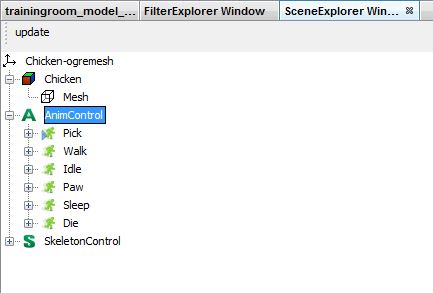 trainingroom_model_...
FilterExplorer Window
SceneExplorer Win...
update
Chicken-ogremesh
Chicken
Mesh
A AnimControl
Pick
Walk
Idle
Paw
Sleep
Die
S SkeletonControl